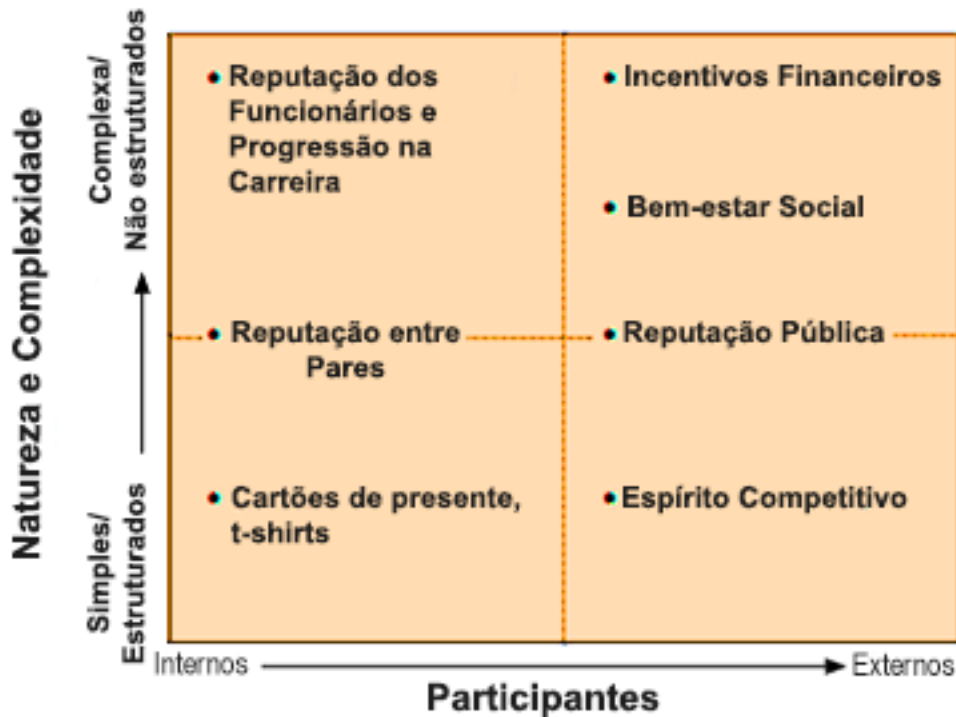 Natureza e Complexidade
Complexa/
Não estruturados
Simples/
Estruturados
Reputação dos
Funcionários e
Progressão na
Carreira
Incentivos Financeiros
Bem-estar Social
Reputação entre
Pares
Reputação Pública
Cartões de presente,
t-shirts
Espírito Competitivo
Internos
Externos
Participantes